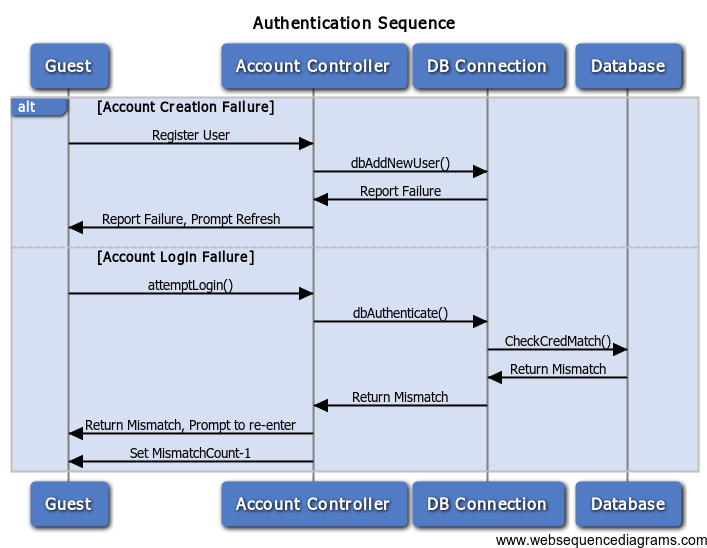 Authentication Sequence
Guest
Account Controller
DB Connection
Database
alt
[Account Creation Failure]
Register User
dbAddNewUser()
Report Failure
Report Failure, Prompt Refresh
[Account LogIn Failure]
attemptLogin()
dbAuthenticate()
CheckCredMatch()
Return Mismatch
Return Mismatch
Return Mismatch, Prompt to re-enter
Set MismatchCount-1
Guest
Account Controller
DB Connection
Database
www.websequencediagrams.com